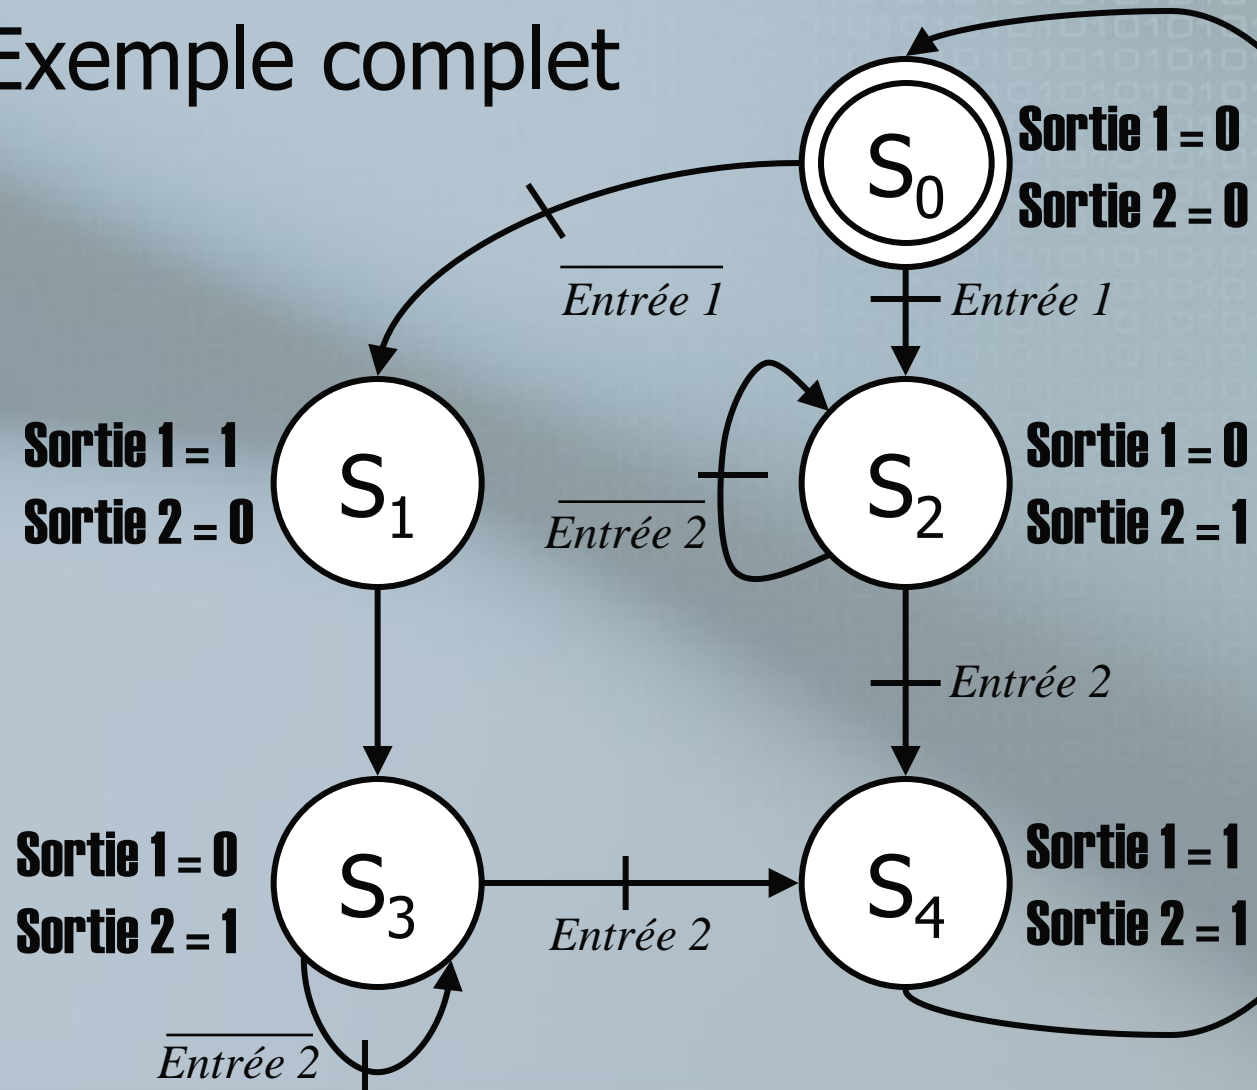 Exemple complet
S0
Sortie 1 = 0
Sortie 2 = 0
Entrée 1
Entrée 1
Sortie 1 = 1
Sortie 2 = 0
S1
Entrée 2
S2
Sortie 1 = 0
Sortie 2 = 1
Entrée 2
Sortie 1 = 0
Sortie 2 = 1
S3
Entrée 2
S4
Sortie 1 = 1
Sortie 2 = 1
Entrée 2